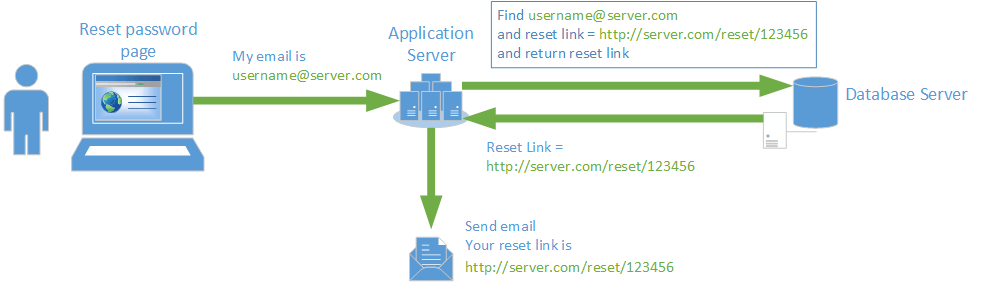 Reset password
page
My email is
username@server.com
Application
Server
Find username@server.com
and reset link = http://server.com/reset/123456
and return reset link
Database Server
Reset Link =
http://server.com/reset/123456
Send email
Your reset link is
http://server.com/reset/123456